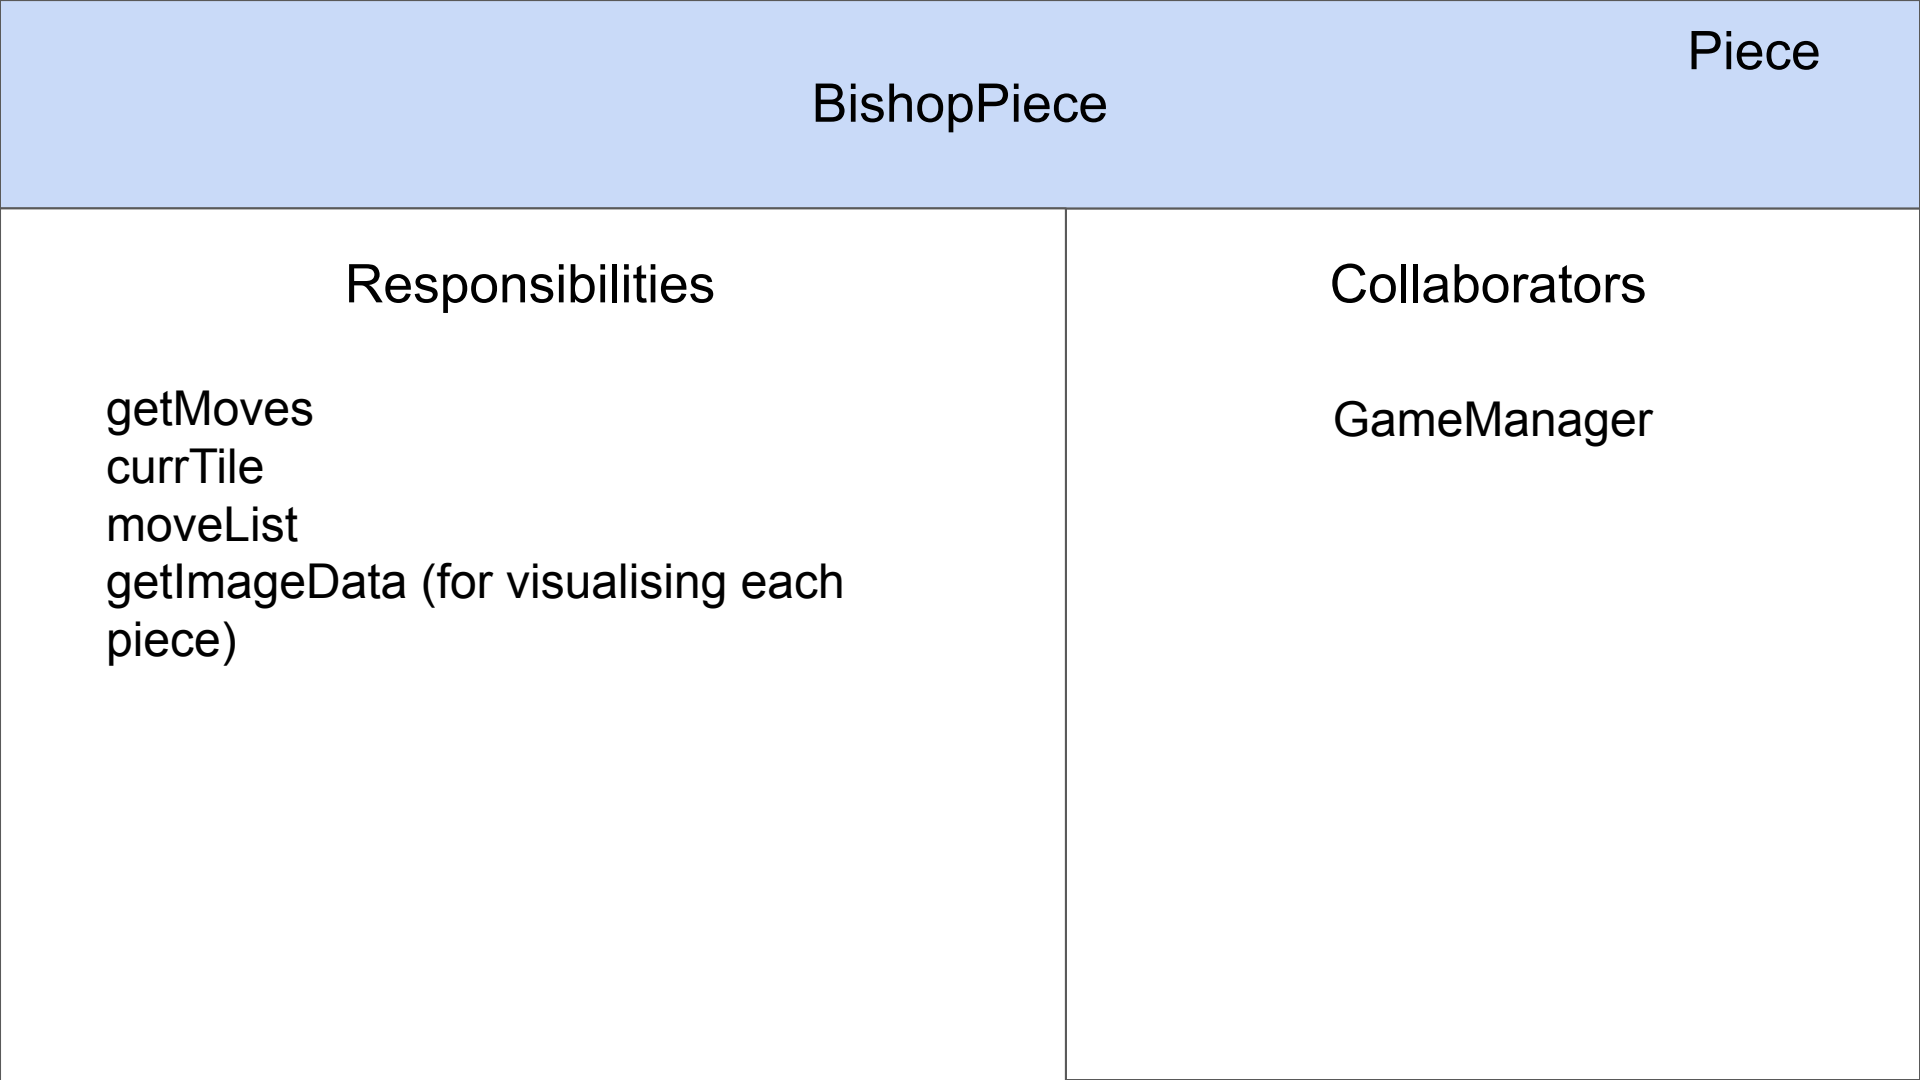 Piece
BishopPiece
Responsibilities
getMoves
currTile
moveList
getImageData (for visualising each
piece)
Collaborators
GameManager